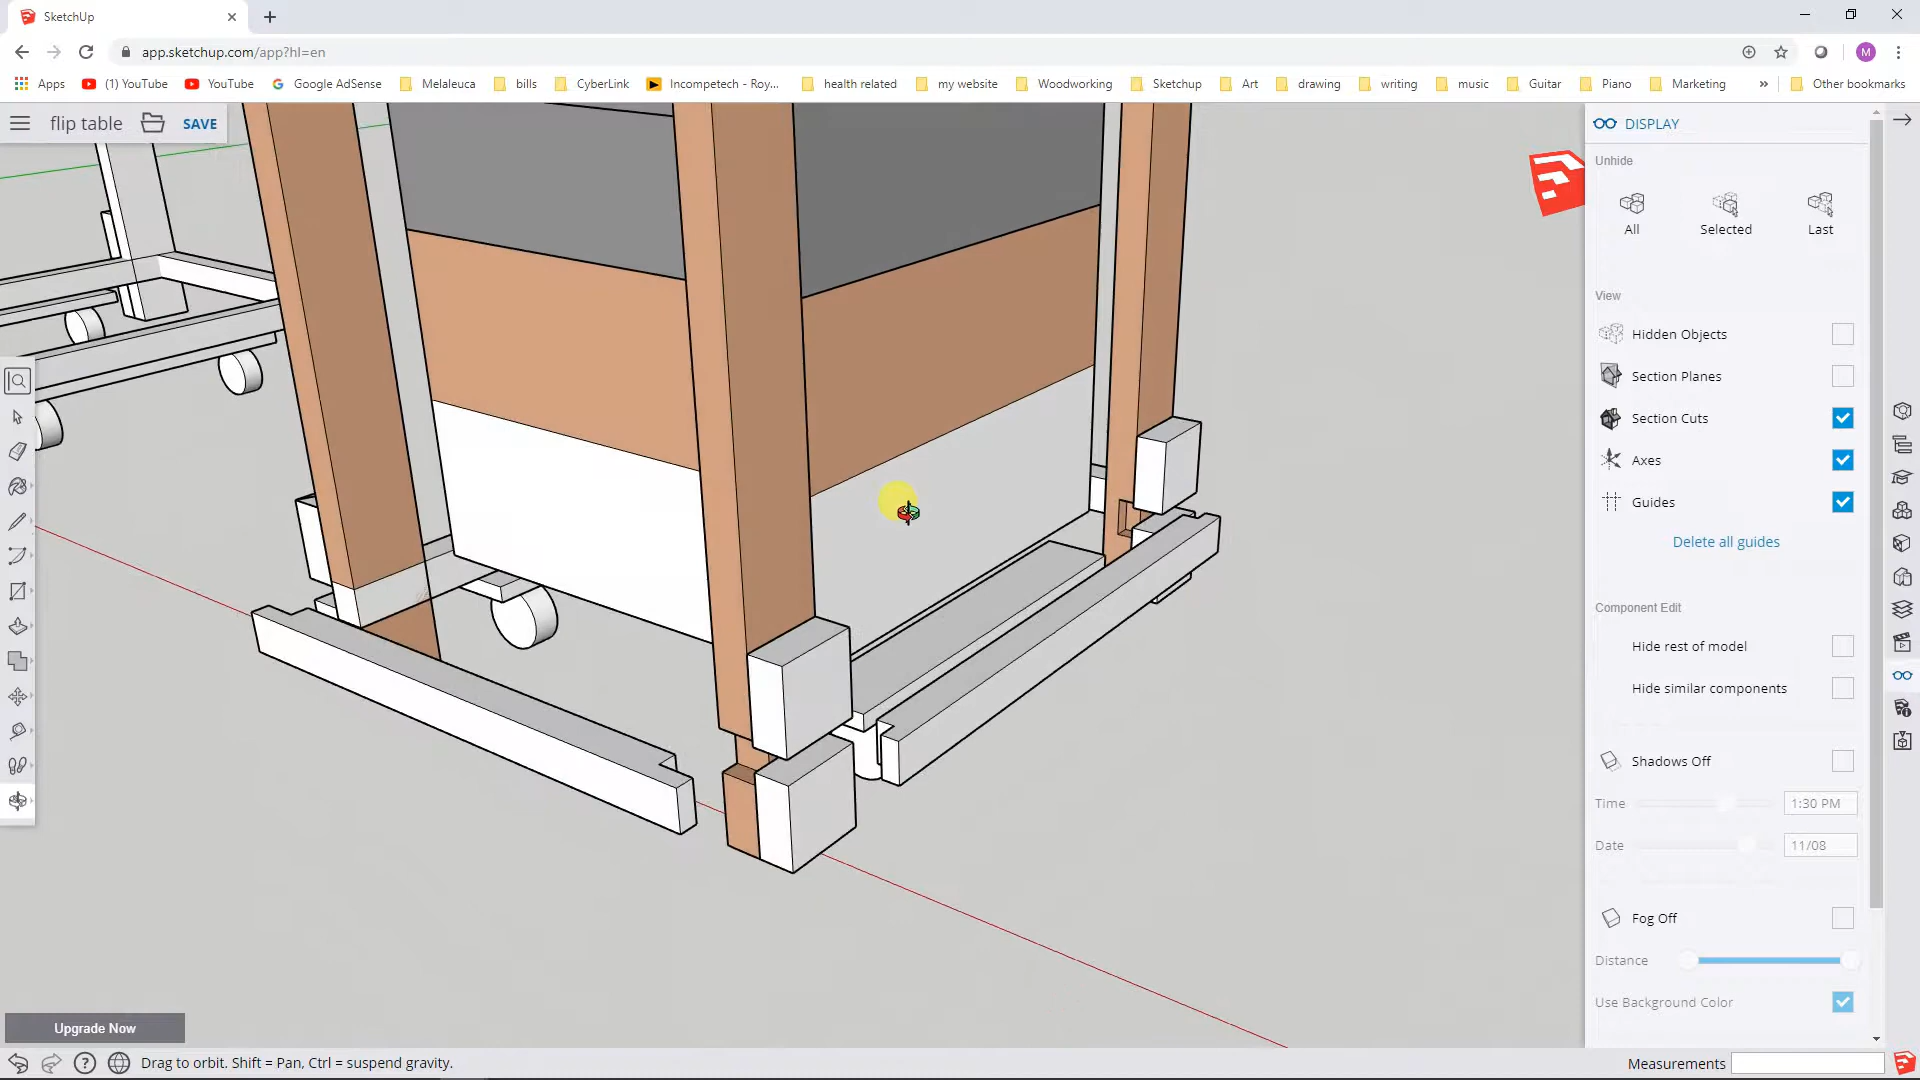 SketchUp
app.sketchup.com/app?hl=en
M
Apps
(1) YouTube
YouTube
Google AdSense
Melaleuca
bills
CyberLink
Incompetech - Roy...
health related
my website
Woodworking
Sketchup
Art
drawing
writing
music
Guitar
Piano
Marketing
»
Other bookmarks
flip table
SAVE
DISPLAY
Unhide
All
Selected
Last
View
Hidden Objects
Section Planes
Section Cuts
Axes
Guides
Delete all guides
Component Edit
Hide rest of model
Hide similar components
Shadows Off
Time
1:30 PM
Date
11/08
Fog Off
Distance
Use Background Color
Upgrade Now
Drag to orbit. Shift = Pan, Ctrl = suspend gravity.
Measurements